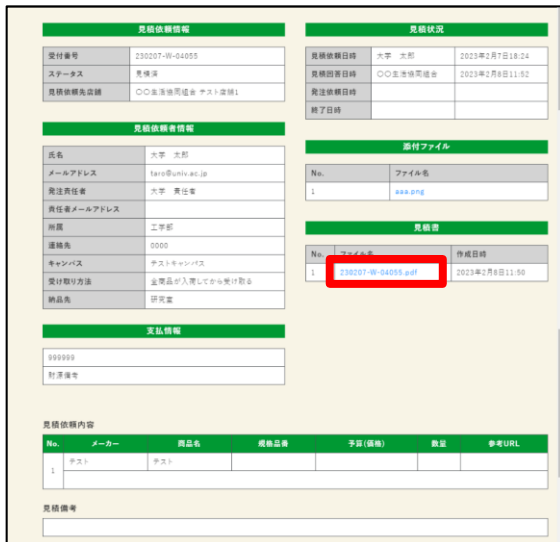 見積依頼情報
受付番号 230207-W-04055
ステータス 見積済
見積依頼先店舗 〇〇生活協同組合 テスト店舗1
見積依頼者情報
氏名 大学 太郎
メールアドレス taro@univ.ac.jp
発注責任者 大学 責任者
責任者メールアドレス
所属 工学部
連絡先 0000
キャンパス テストキャンパス
受け取り方法 全商品が入荷してから受け取る
納品先 研究室
支払情報
999999
財源備考
見積状況
見積依頼日時 大学 太郎 2023年2月7日18:24
見積回答日時 〇〇生活協同組合 2023年2月8日11:52
発注依頼日時
終了日時
添付ファイル
No. ファイル名
1 aaa.png
見積書
No. ファイル名 作成日時
1 230207-W-04055.pdf 2023年2月8日11:50
見積依頼内容
No. メーカー 商品名 規格品番 予算(価格) 数量 参考URL
1 テスト テスト
見積備考